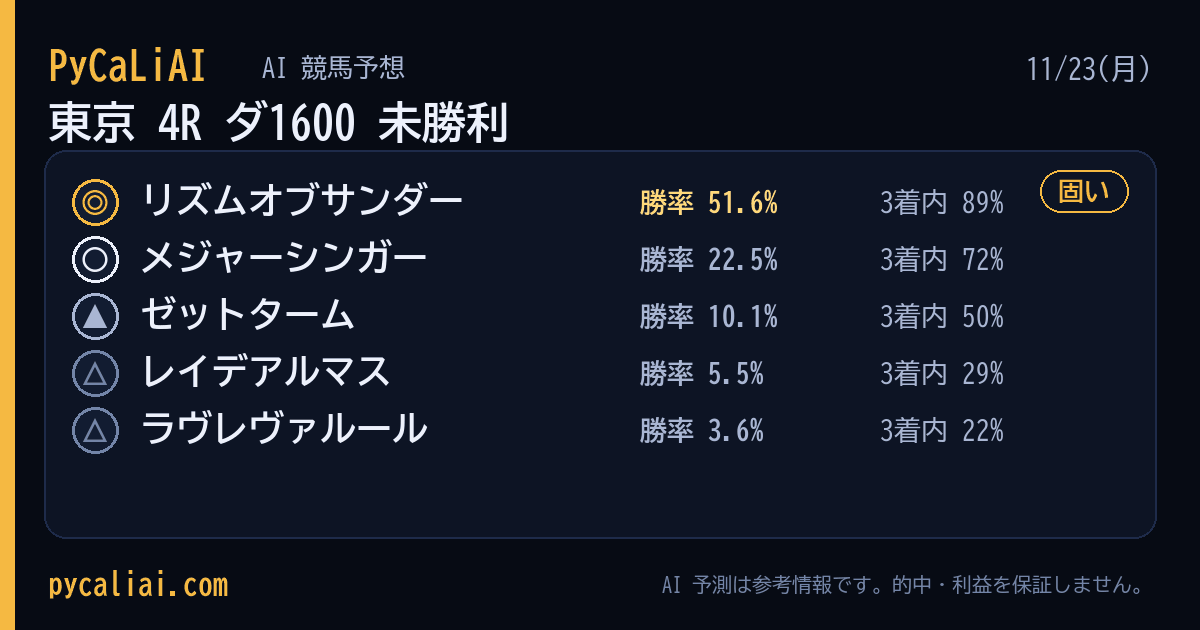 PyCaLiAI AI 競馬予想 11/23(月)
東京 4R ダ1600 未勝利
◎ リズムオブサンダー 勝率 51.6% 3着内 89% 固い
○ メジャーシンガー 勝率 22.5% 3着内 72%
▲ ゼットターム 勝率 10.1% 3着内 50%
△ レイデアルマス 勝率 5.5% 3着内 29%
△ ラヴレヴァルール 勝率 3.6% 3着内 22%
pycaliai.com AI 予測は参考情報です。的中・利益を保証しません。